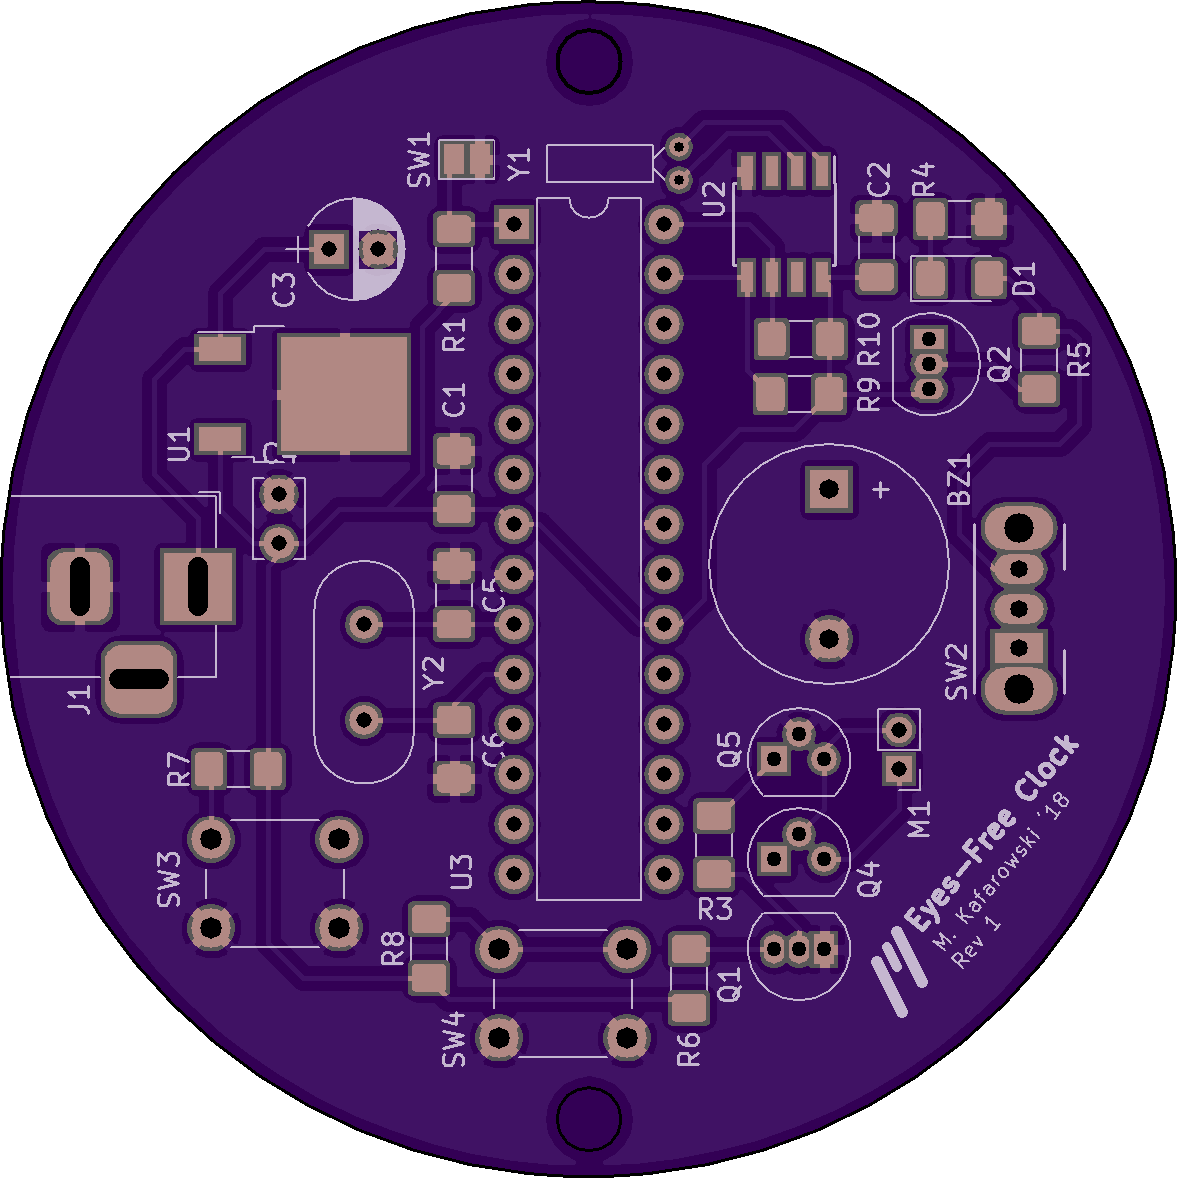 SW1
Y1
U2
C2
R4
C3
D1
R1
R10
Q2
R5
C1
R9
U1
BZ1
+
C5
Y2
SW2
J1
C6
Q5
R7
M1
Eyes-Free Clock
M. Kafarowski '18
Rev 1
SW3
U3
Q4
R3
R8
Q1
SW4
R6